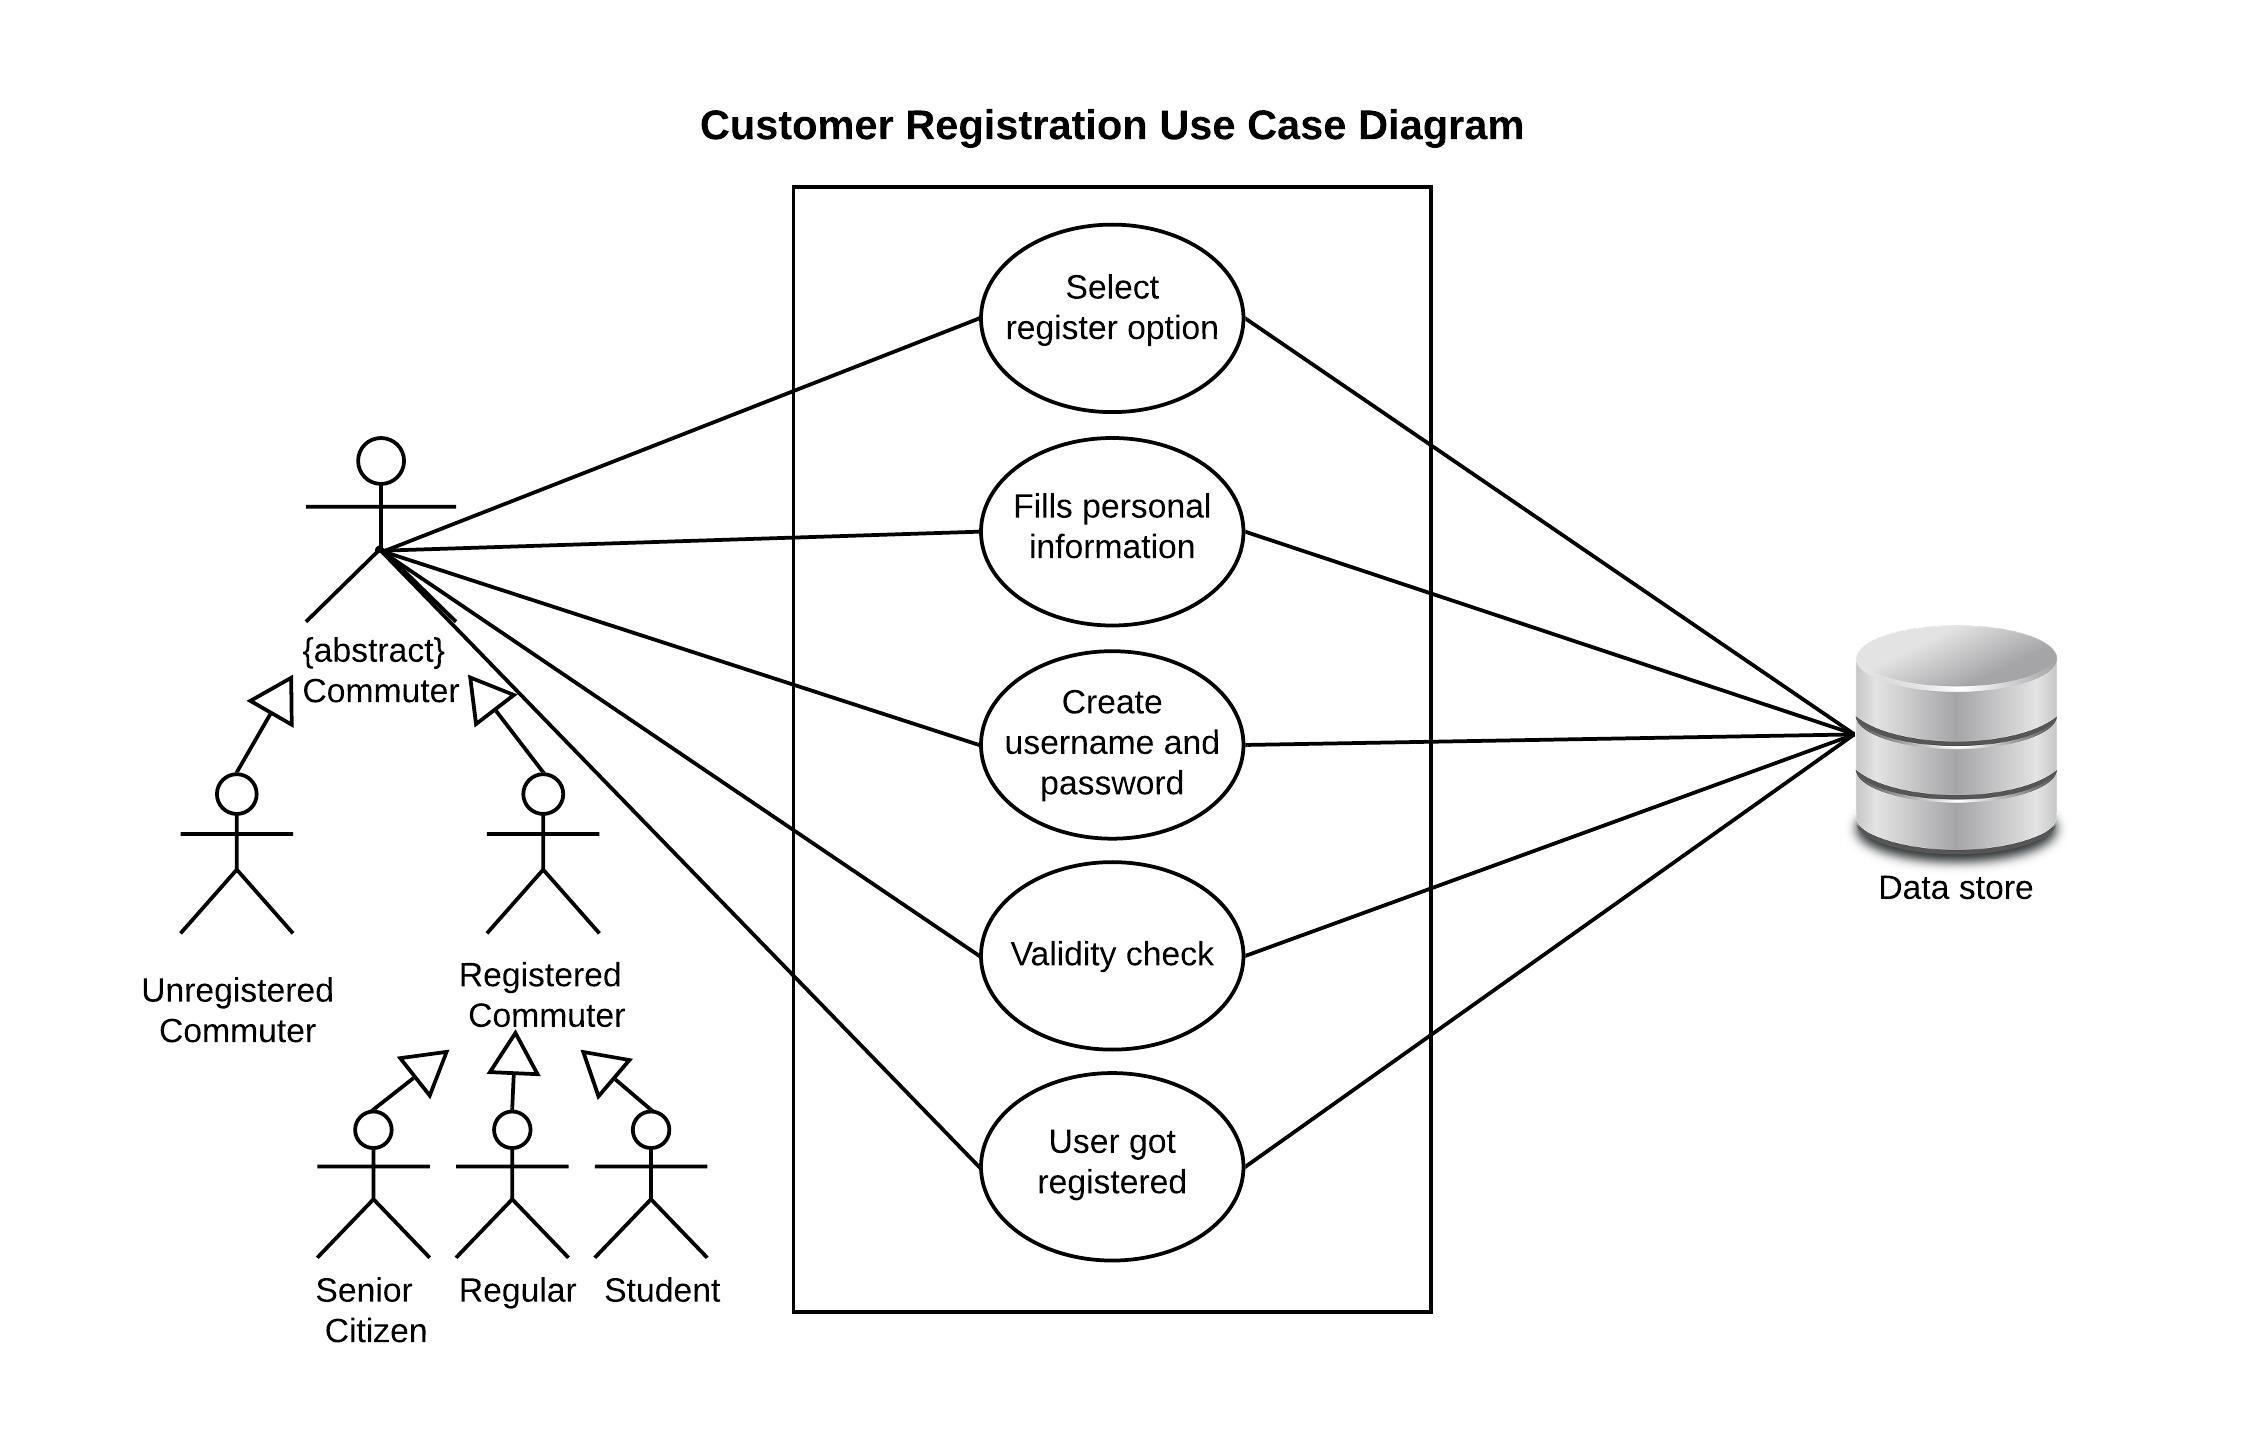 Customer Registration Use Case Diagram
Select
register option
Fills personal
information
{abstract}
Commuter
Create
username and
password
Data store
Validity check
Unregistered
Commuter
Registered
Commuter
User got
registered
Senior
Citizen
Regular
Student